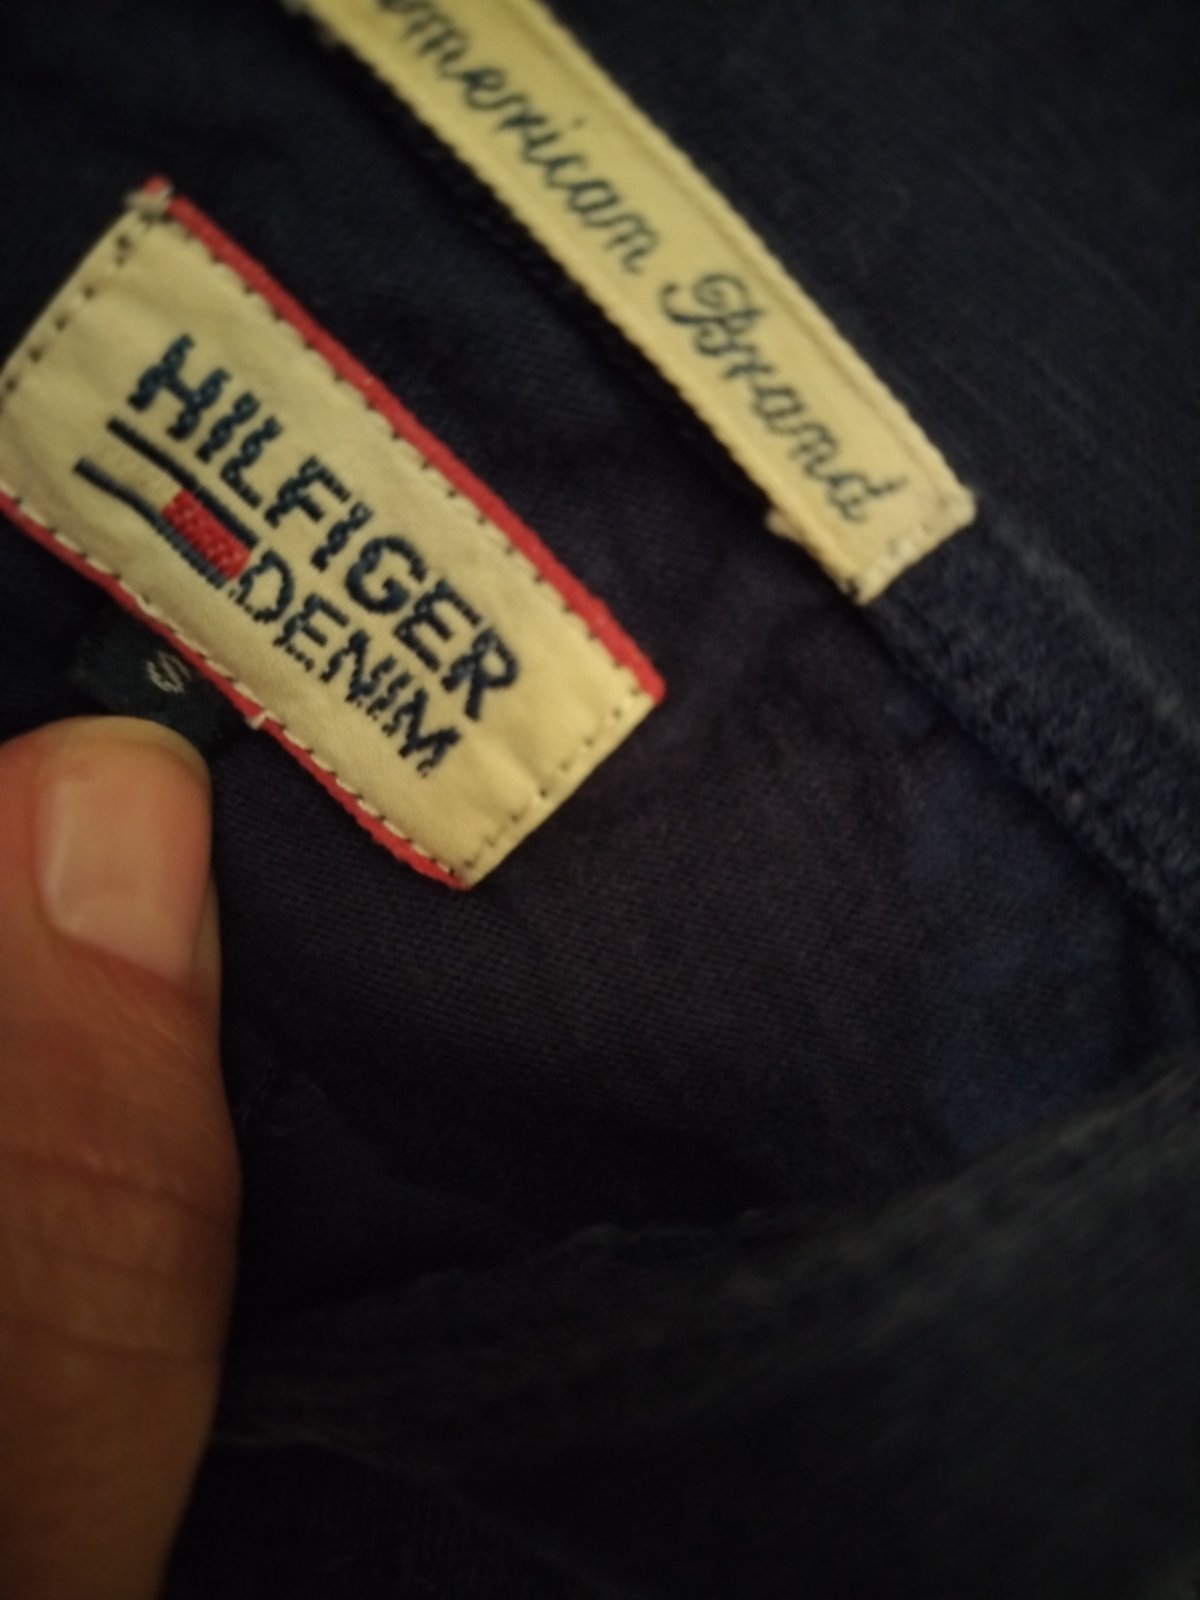 american Brand
HILFIGER
DENIM
S